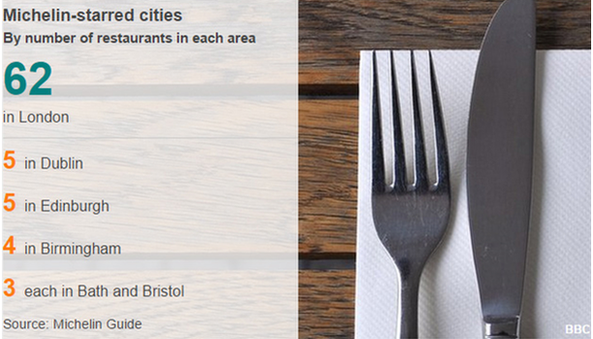 Michelin-starred cities
By number of restaurants in each area
62
in London
5 in Dublin
5 in Edinburgh
4 in Birmingham
3 each in Bath and Bristol
Source: Michelin Guide
BBC